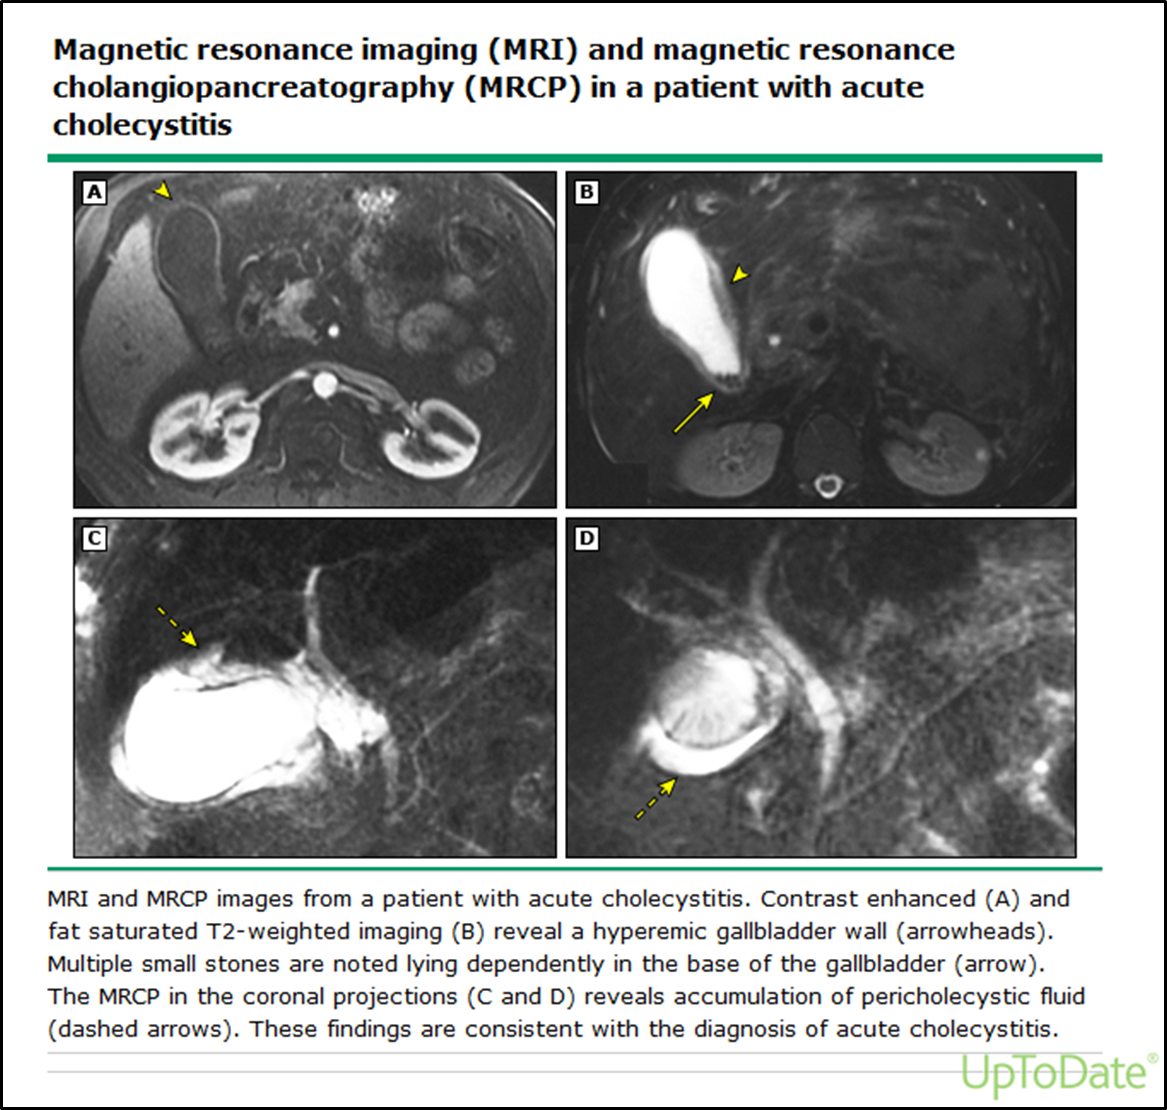 Magnetic resonance imaging (MRI) and magnetic resonance
cholangiopancreatography (MRCP) in a patient with acute
cholecystitis
A
B
C
D
MRI and MRCP images from a patient with acute cholecystitis. Contrast enhanced (A) and
fat saturated T2-weighted imaging (B) reveal a hyperemic gallbladder wall (arrowheads).
Multiple small stones are noted lying dependently in the base of the gallbladder (arrow).
The MRCP in the coronal projections (C and D) reveals accumulation of pericholecystic fluid
(dashed arrows). These findings are consistent with the diagnosis of acute cholecystitis.
UpToDate®